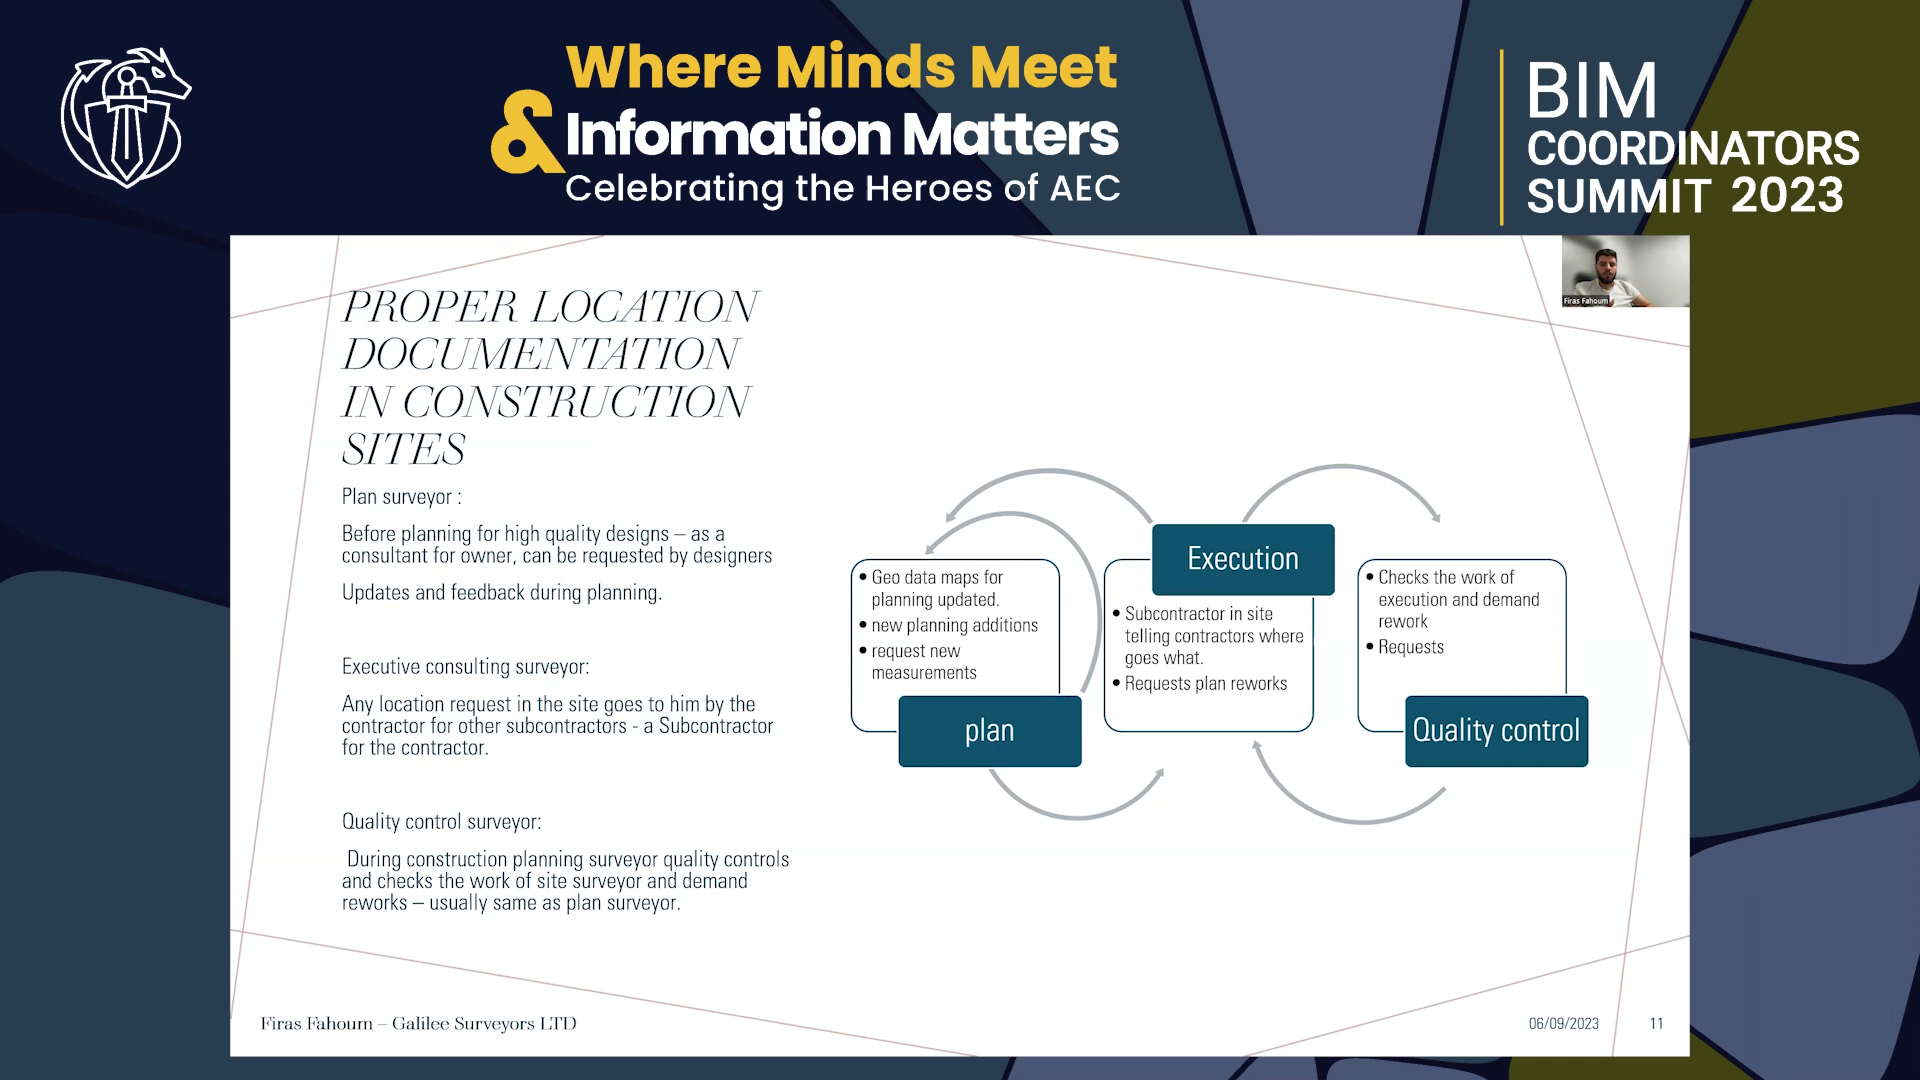 Where Minds Meet
& Information Matters
Celebrating the Heroes of AEC
BIM
COORDINATORS
SUMMIT 2023
Firas Fahoum
PROPER LOCATION
DOCUMENTATION
IN CONSTRUCTION
SITES
Plan surveyor :
Before planning for high quality designs – as a
consultant for owner, can be requested by designers
Updates and feedback during planning.
Executive consulting surveyor:
Any location request in the site goes to him by the
contractor for other subcontractors - a Subcontractor
for the contractor.
Quality control surveyor:
During construction planning surveyor quality controls
and checks the work of site surveyor and demand
reworks – usually same as plan surveyor.
• Geo data maps for
planning updated.
• new planning additions
• request new
measurements
plan
Execution
• Subcontractor in site
telling contractors where
goes what.
• Requests plan reworks
• Checks the work of
execution and demand
rework
• Requests
Quality control
Firas Fahoum – Galilee Surveyors LTD
06/09/2023
11